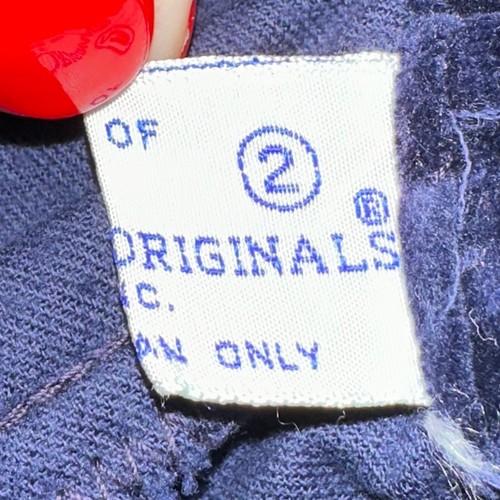 OF
②
®
ORIGINALS
C.
AN ONLY